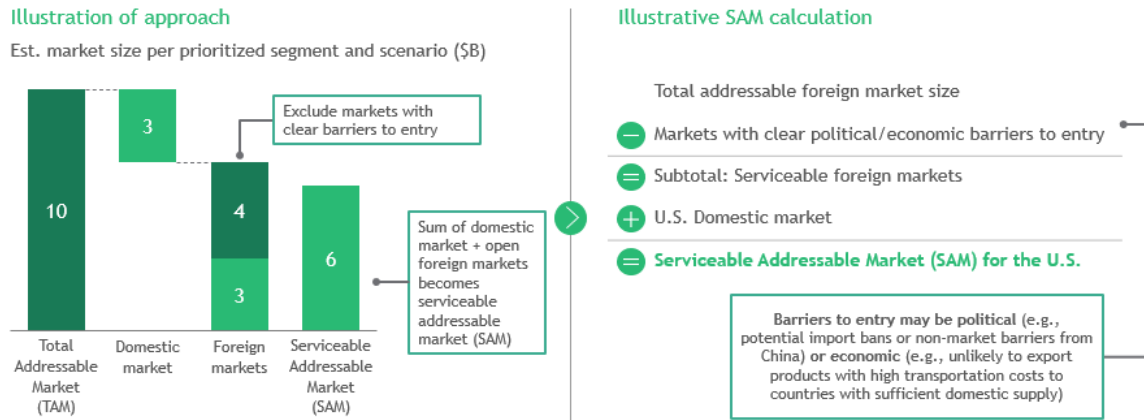 Illustration of approach
Est. market size per prioritized segment and scenario ($B)
10
3
4
3
6
Exclude markets with
clear barriers to entry
Sum of domestic
market + open
foreign markets
becomes
serviceable
addressable
market (SAM)
Total
Addressable
Market
(TAM)
Domestic
market
Foreign
markets
Serviceable
Addressable
Market
(SAM)
>
Illustrative SAM calculation
Total addressable foreign market size
− Markets with clear political/economic barriers to entry
= Subtotal: Serviceable foreign markets
+ U.S. Domestic market
= Serviceable Addressable Market (SAM) for the U.S.
Barriers to entry may be political (e.g.,
potential import bans or non-market barriers from
China) or economic (e.g., unlikely to export
products with high transportation costs to
countries with sufficient domestic supply)